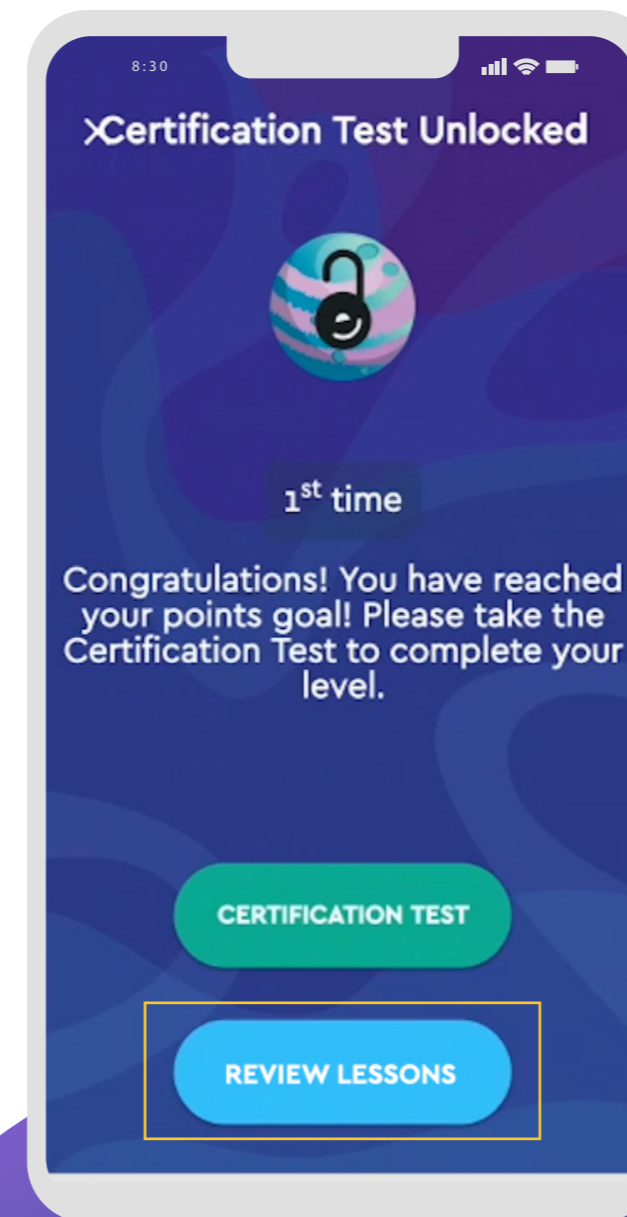 8:30
Certification Test Unlocked
1st time
Congratulations! You have reached
your points goal! Please take the
Certification Test to complete your
level.
CERTIFICATION TEST
REVIEW LESSONS